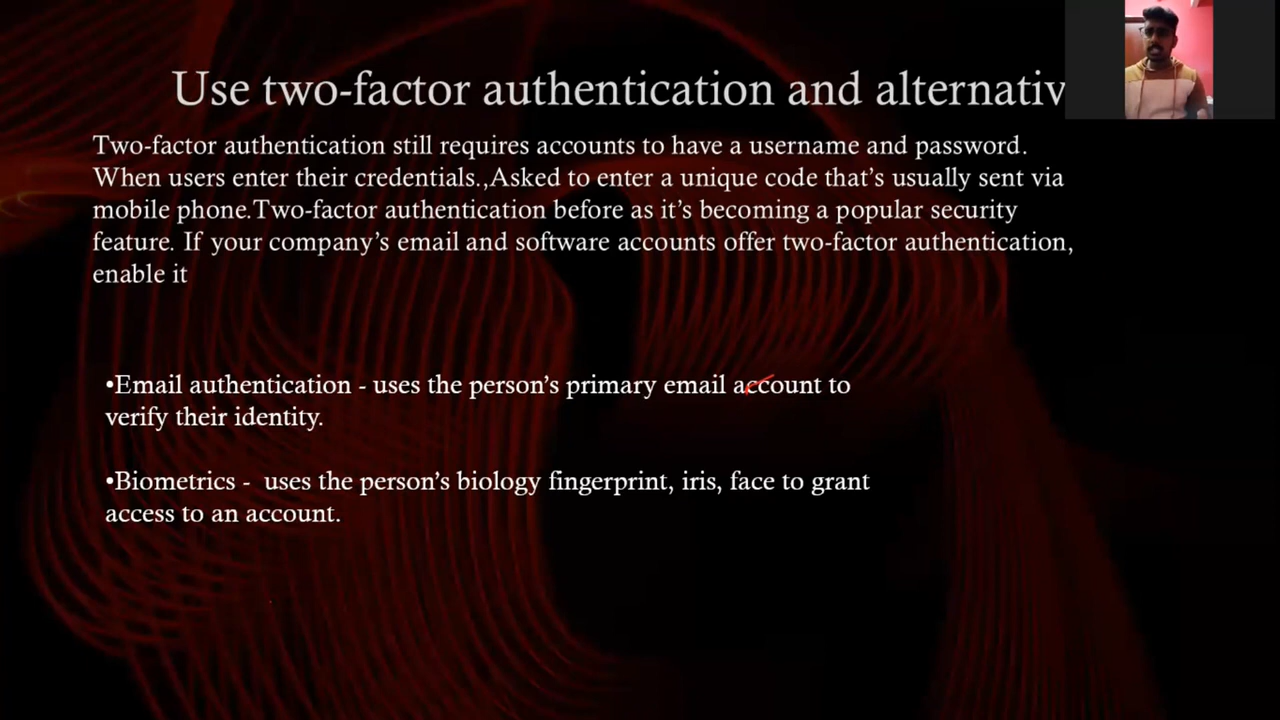 Use two-factor authentication and alternativ
Two-factor authentication still requires accounts to have a username and password.
When users enter their credentials.,Asked to enter a unique code that’s usually sent via
mobile phone.Two-factor authentication before as it’s becoming a popular security
feature. If your company’s email and software accounts offer two-factor authentication,
enable it
•Email authentication - uses the person’s primary email account to
verify their identity.
•Biometrics - uses the person’s biology fingerprint, iris, face to grant
access to an account.